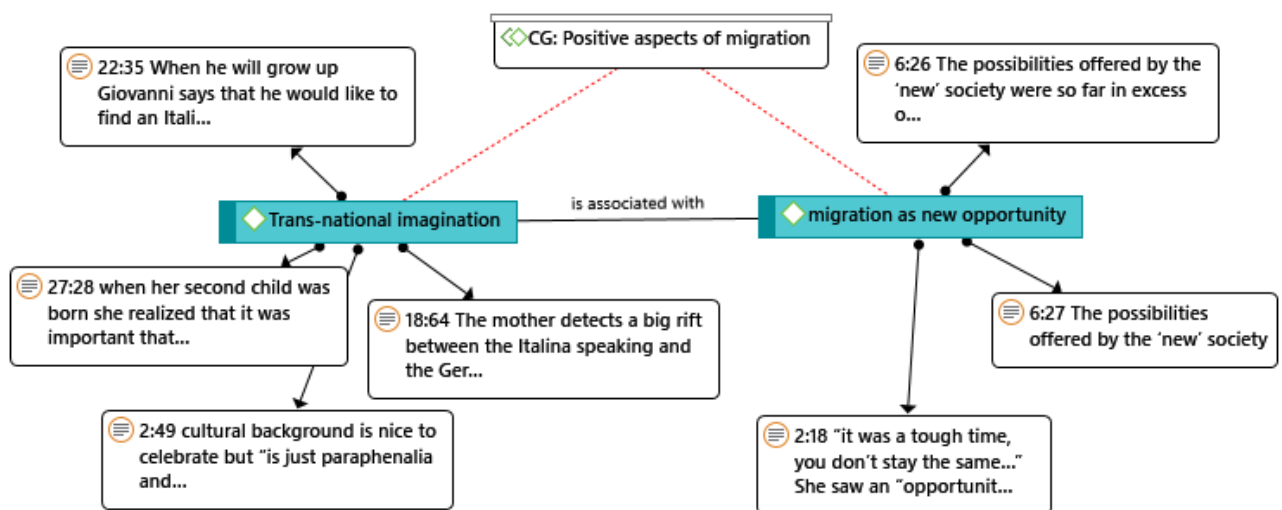 CG: Positive aspects of migration
22:35 When he will grow up
Giovanni says that he would like to
find an Itali...
6:26 The possibilities offered by the
‘new’ society were so far in excess
o...
Trans-national imagination
is associated with
migration as new opportunity
27:28 when her second child was
born she realized that it was
important that...
18:64 The mother detects a big rift
between the Italina speaking and
the Ger...
6:27 The possibilities
offered by the ‘new’ society
2:49 cultural background is nice to
celebrate but “is just paraphenalia
and...
2:18 “it was a tough time,
you don’t stay the same...”
She saw an “opportunit...